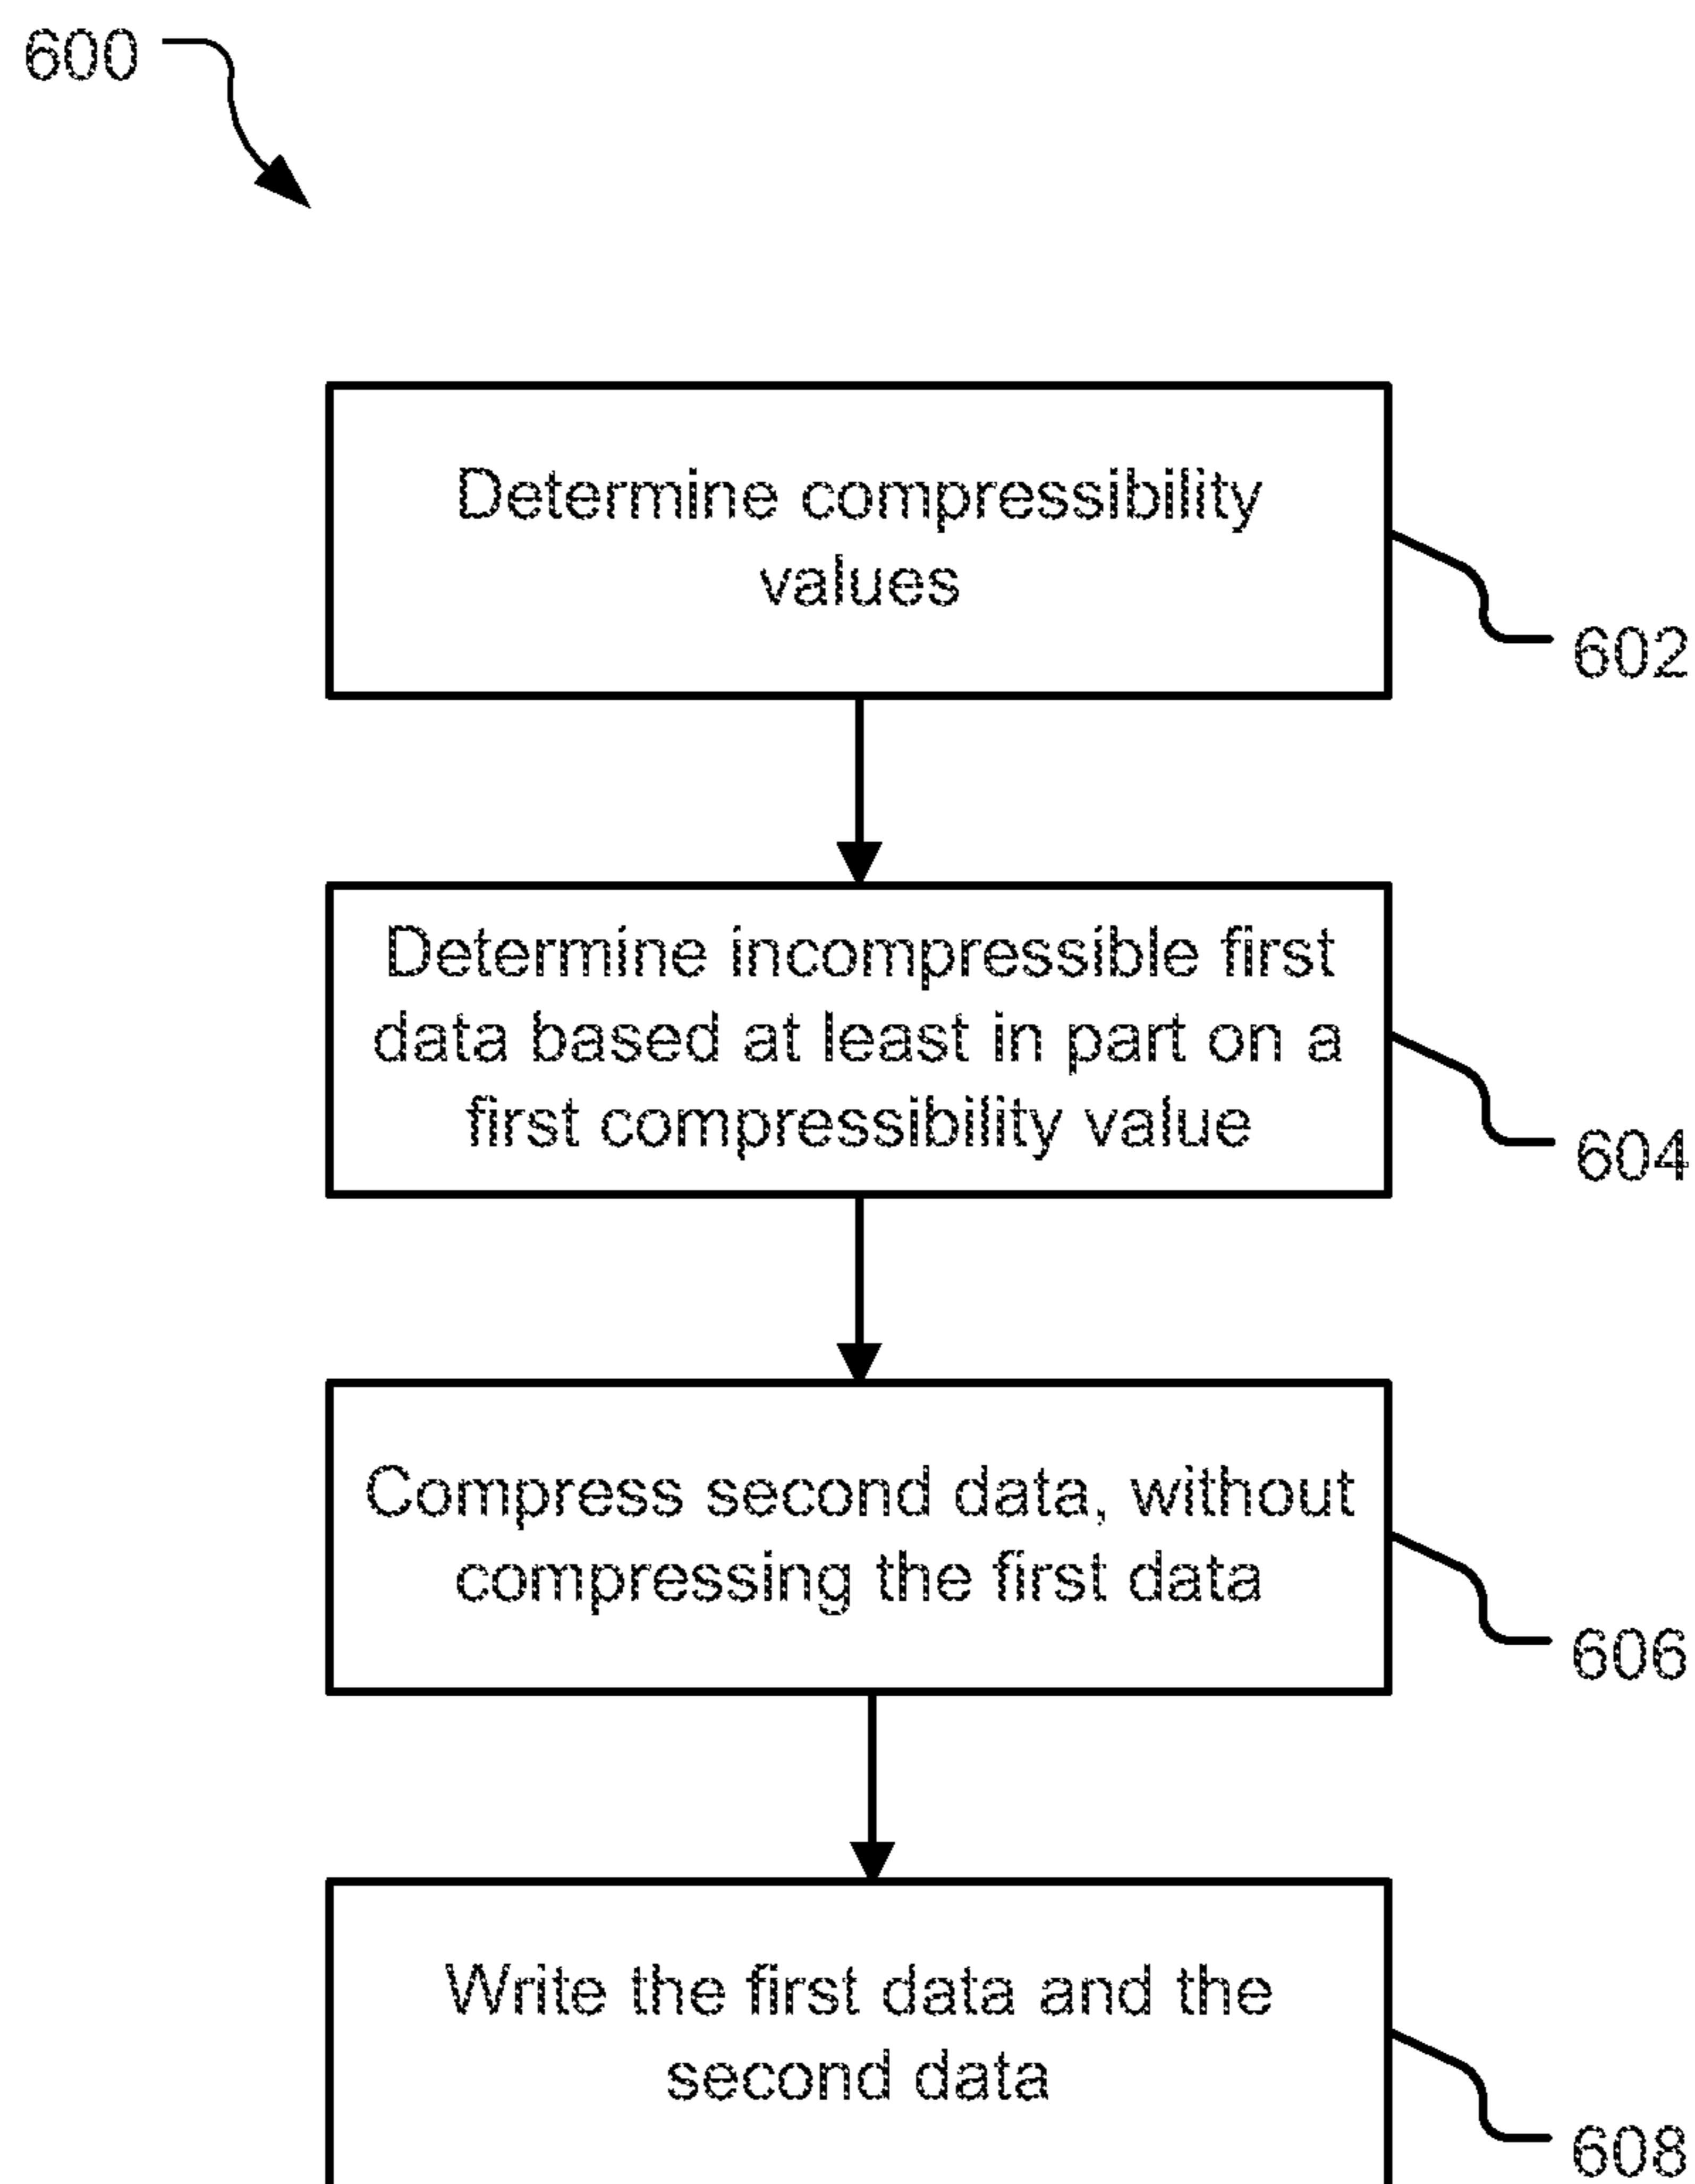 600
Determine compressibility
values
602
Determine incompressible first
data based at least in part on a
first compressibility value
604
Compress second data, without
compressing the first data
606
Write the first data and the
second data
608